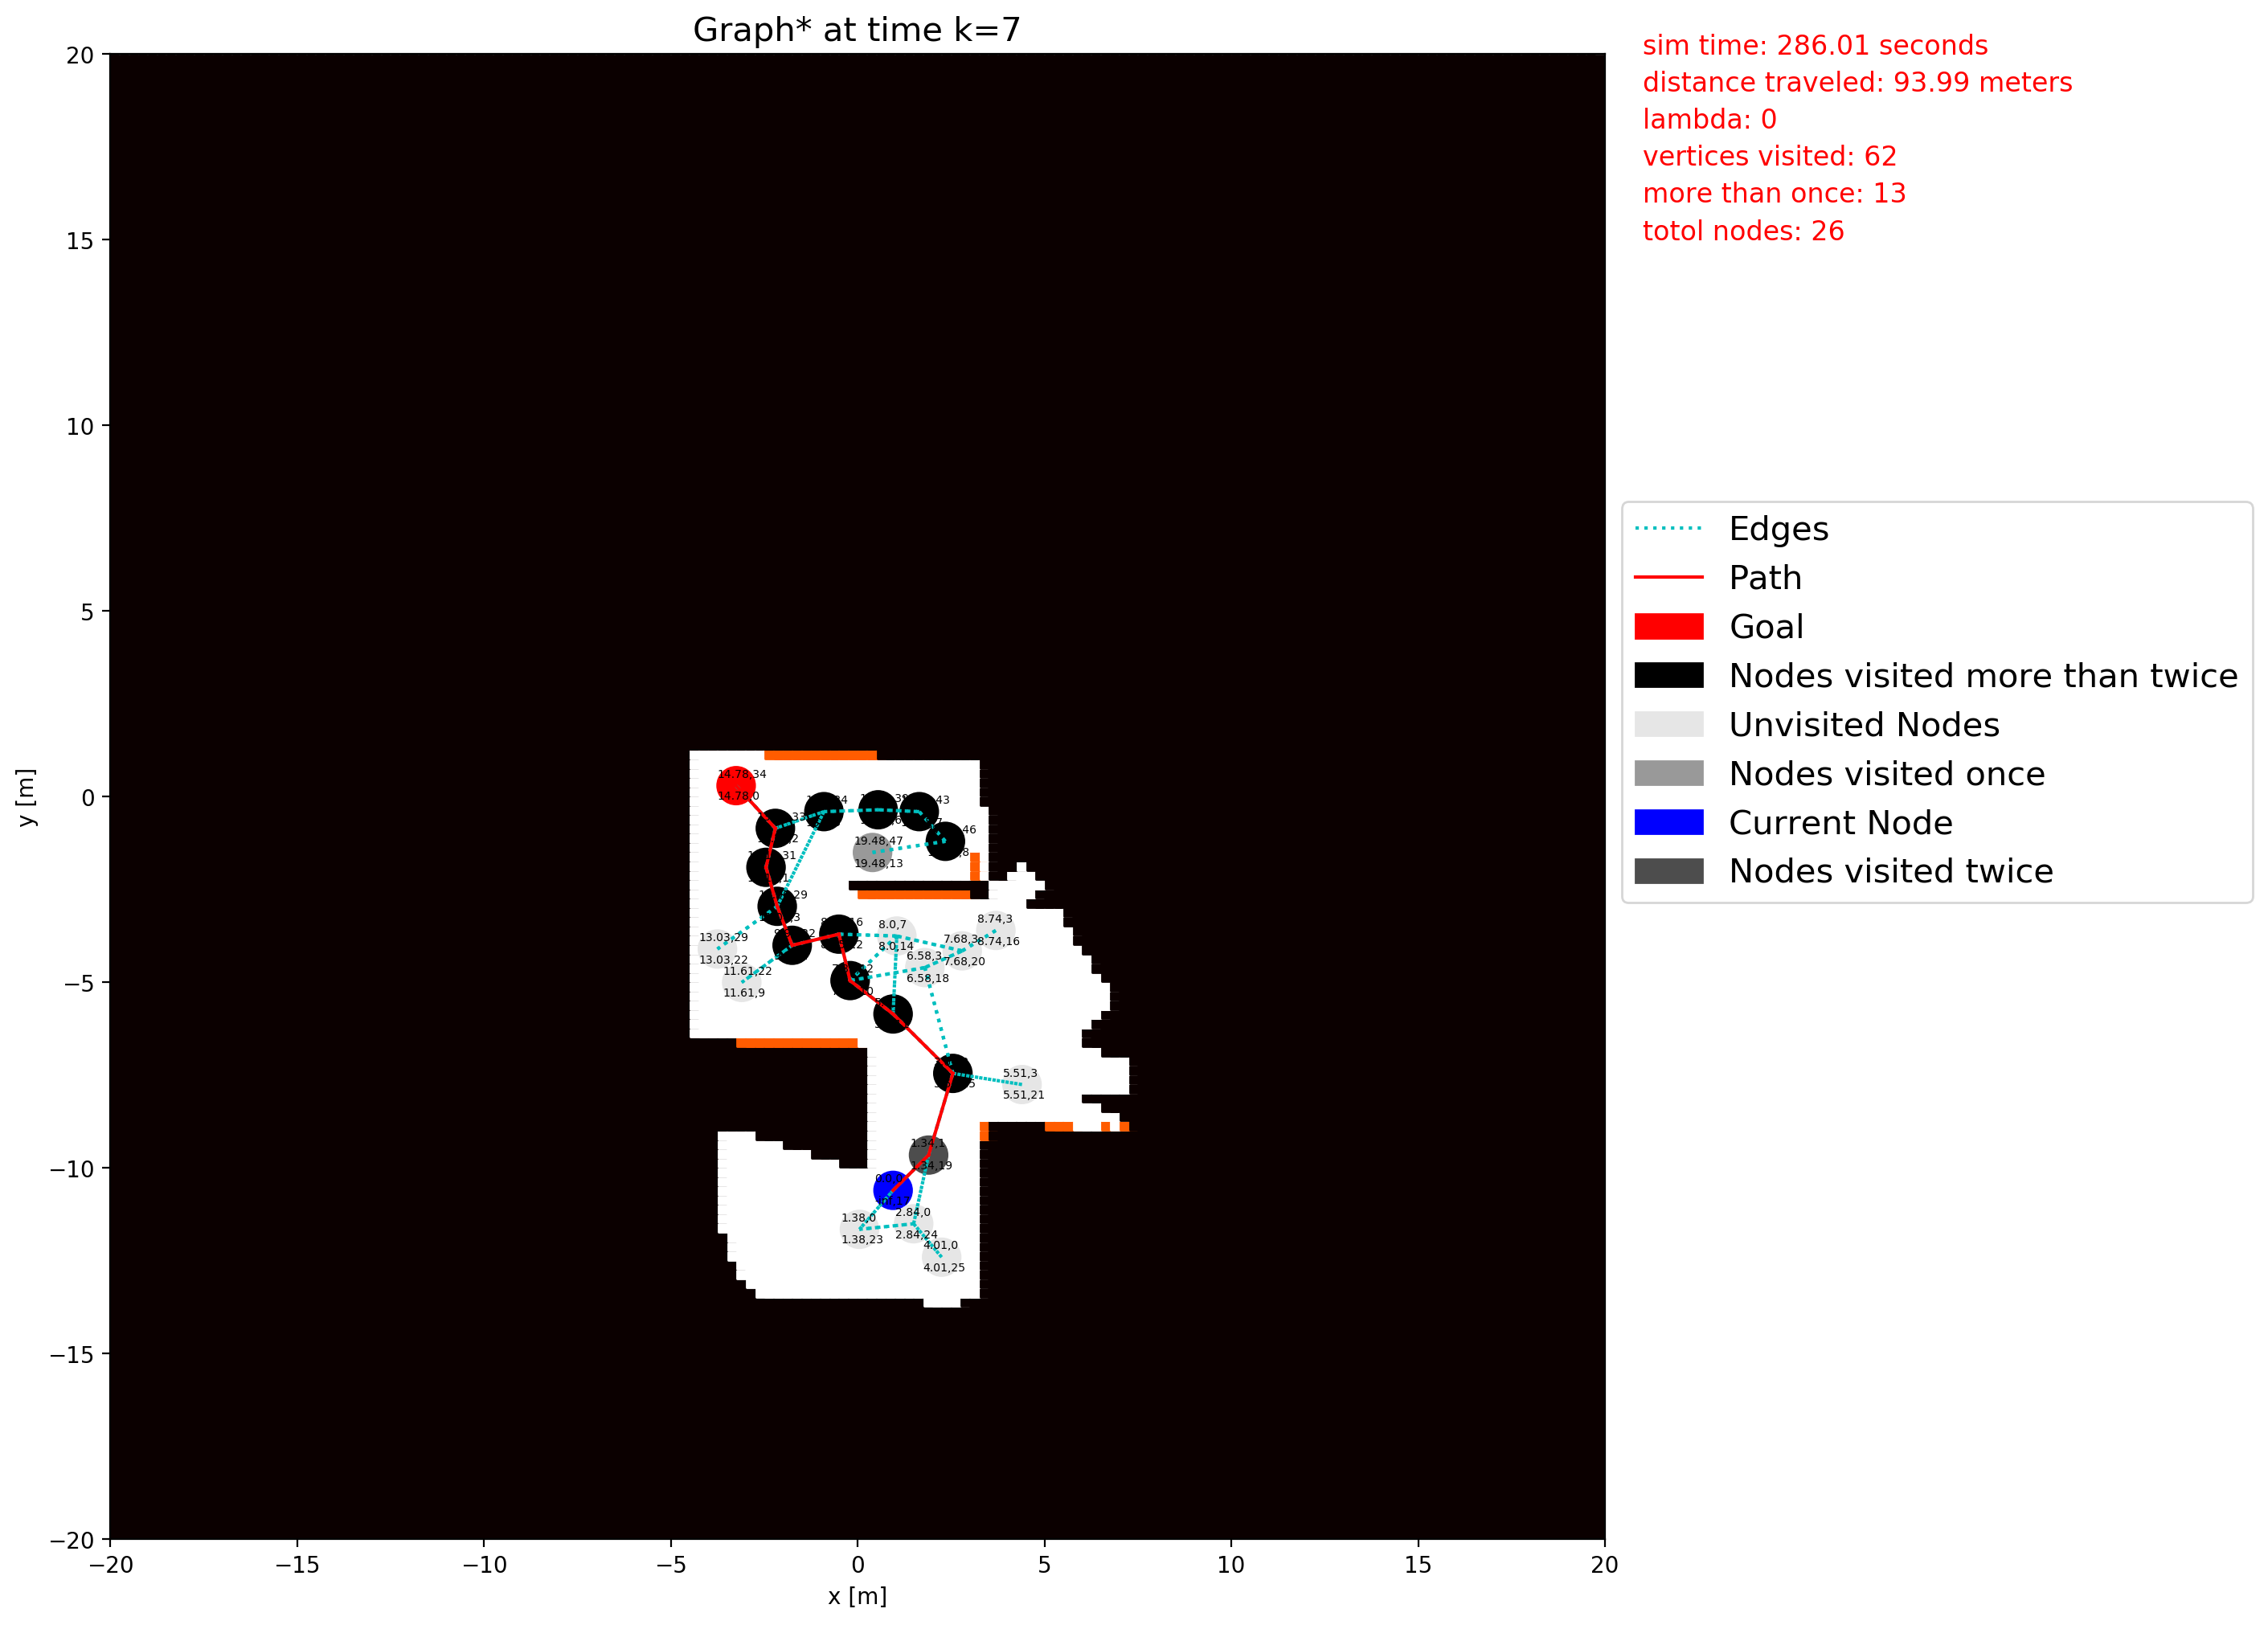 Graph* at time k=7
sim time: 286.01 seconds
distance traveled: 93.99 meters
lambda: 0
vertices visited: 62
more than once: 13
totol nodes: 26
20
15
10
5
0
−5
−10
−15
−20
y [m]
−20
−15
−10
−5
0
5
10
15
20
x [m]
Edges
Path
Goal
Nodes visited more than twice
Unvisited Nodes
Nodes visited once
Current Node
Nodes visited twice
14.78,34
14.78,0
19.48,47
19.48,13
13.03,29
13.03,22
11.61,22
11.61,9
8.0,7
8.0,14
8.74,3
8.74,16
7.68,3
7.68,20
6.58,3
6.58,18
5.51,3
5.51,21
1.34,1
1.34,19
1.38,0
1.38,23
2.84,0
2.84,24
4.01,0
4.01,25